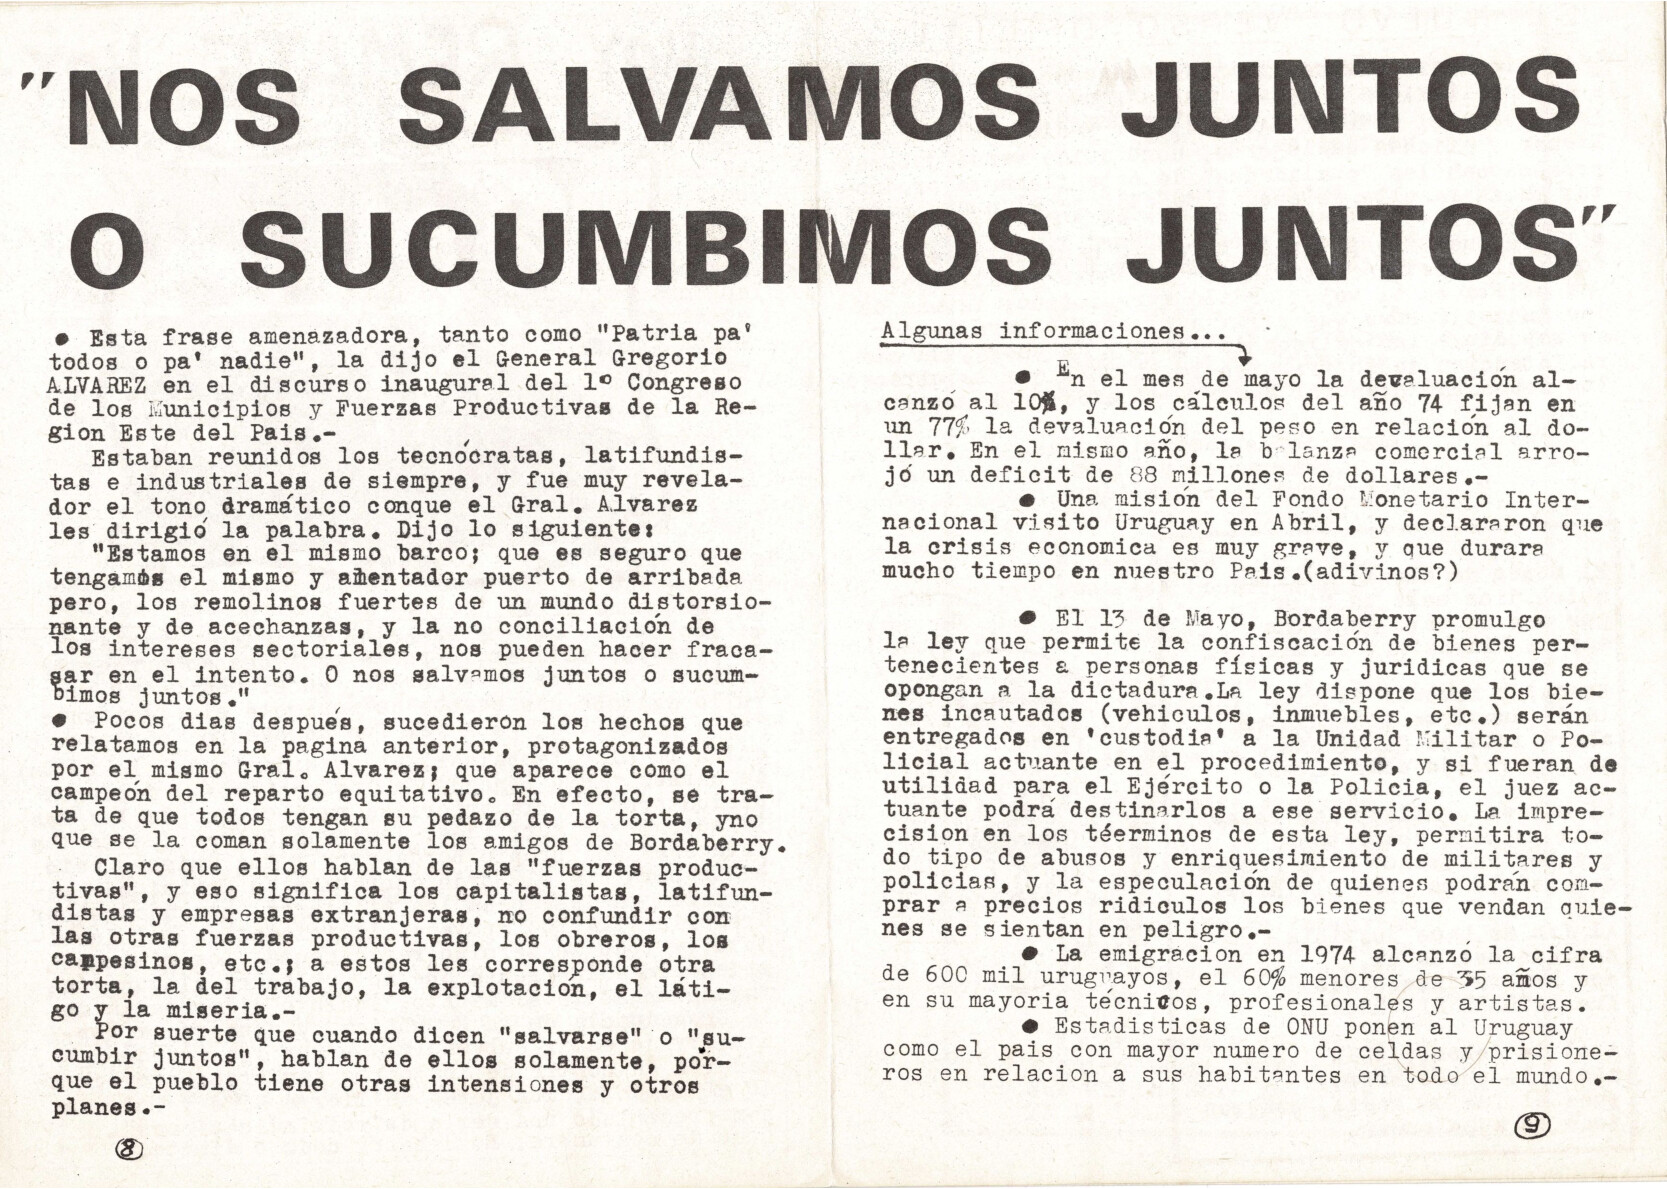 "NOS SALVAMOS JUNTOS
O SUCUMBIMOS JUNTOS"
● Esta frase amenazadora, tanto como "Patria pa'
todos o pa' nadie", la dijo el General Gregorio
ALVAREZ en el discurso inaugural del 1º Congreso
de los Municipios y Fuerzas Productivas de la Re-
gion Este del Pais.-
Estaban reunidos los tecnócratas, latifundis-
tas e industriales de siempre, y fue muy revela-
dor el tono dramático conque el Gral. Alvarez
les dirigió la palabra. Dijo lo siguiente:
"Estamos en el mismo barco; que es seguro que
tengamos el mismo y amentador puerto de arribada
pero, los remolinos fuertes de un mundo distorsio-
nante y de acechanzas, y la no conciliación de
los intereses sectoriales, nos pueden hacer fraca-
sar en el intento. O nos salvamos juntos o sucum-
bimos juntos."
● Pocos dias después, sucedierón los hechos que
relatamos en la pagina anterior, protagonizados
por el mismo Gral. Alvarez; que aparece como el
campeón del reparto equitativo. En efecto, se tra-
ta de que todos tengan su pedazo de la torta, yno
que se la coman solamente los amigos de Bordaberry.
Claro que ellos hablan de las "fuerzas produc-
tivas", y eso significa los capitalistas, latifun-
distas y empresas extranjeras, no confundir con
las otras fuerzas productivas, los obreros, los
campesinos, etc.; a estos les corresponde otra
torta, la del trabajo, la explotación, el láti-
go y la miseria.-
Por suerte que cuando dicen "salvarse" o "su-
cumbir juntos", hablan de ellos solamente, pór-
que el pueblo tiene otras intensiones y otros
planes.-
8
Algunas informaciones...
● En el mes de mayo la devaluación al-
canzó al 10%, y los cálculos del año 74 fijan en
un 77% la devaluación del peso en relación al do-
llar. En el mismo año, la balanza comercial arro-
jó un deficit de 88 millones de dollares.-
● Una misión del Fondo Monetario Inter-
nacional visito Uruguay en Abril, y declararon que
la crisis economica es muy grave, y que durara
mucho tiempo en nuestro Pais.(adivinos?)
● El 13 de Mayo, Bordaberry promulgo
la ley que permite la confiscación de bienes per-
tenecientes a personas físicas y juridicas que se
opongan a la dictadura.La ley dispone que los bie-
nes incautados (vehiculos, inmuebles, etc.) serán
entregados en 'custodia' a la Unidad Militar o Po-
licial actuante en el procedimiento, y si fueran de
utilidad para el Ejército o la Policia, el juez ac-
tuante podrá destinarlos a ese servicio. La impre-
cision en los téerminos de esta ley, permitira to-
do tipo de abusos y enriquesimiento de militares y
policias, y la especulación de quienes podrán com-
prar a precios ridiculos los bienes que vendan quie-
nes se sientan en peligro.-
● La emigracion en 1974 alcanzó la cifra
de 600 mil uruguayos, el 60% menores de 35 años y
en su mayoria técnicos, profesionales y artistas.
● Estadisticas de ONU ponen al Uruguay
como el pais con mayor numero de celdas y prisione-
ros en relacion a sus habitantes en todo el mundo.-
9